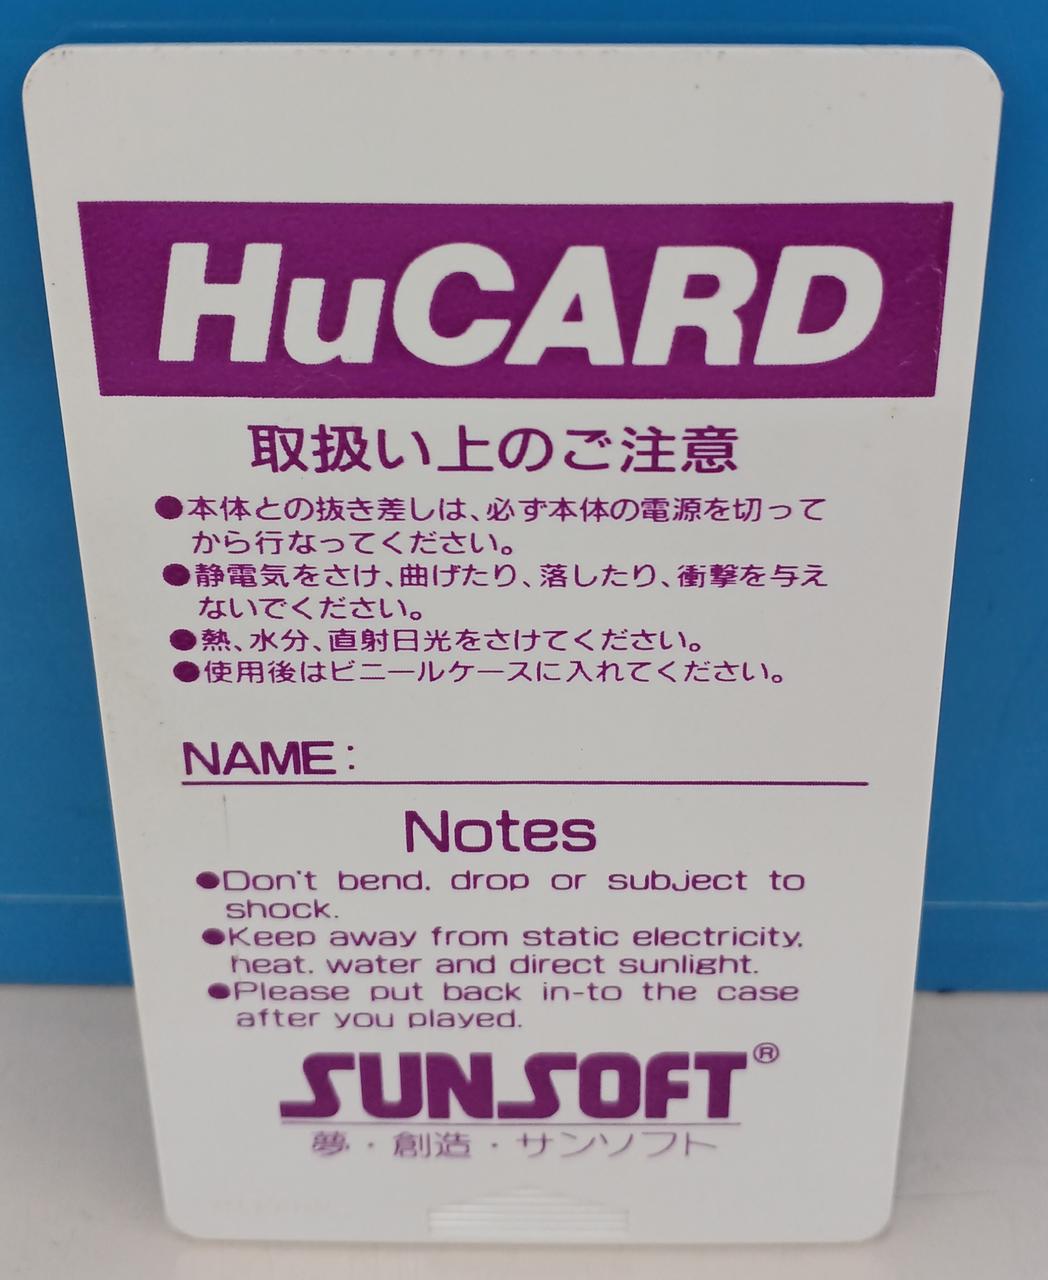 HuCARD
取扱い上のご注意
●本体との抜き差しは、必ず本体の電源を切って
から行なってください。
●静電気をさけ、曲げたり、落したり、衝撃を与え
ないでください。
●熱、水分、直射日光をさけてください。
●使用後はビニールケースに入れてください。
NAME:
Notes
●Don't bend. drop or subject to
shock.
●Keep away from static electricity.
heat. water and direct sunlight.
●Please put back in-to the case
after you played.
SUNSOFT®
夢・創造・サンソフト